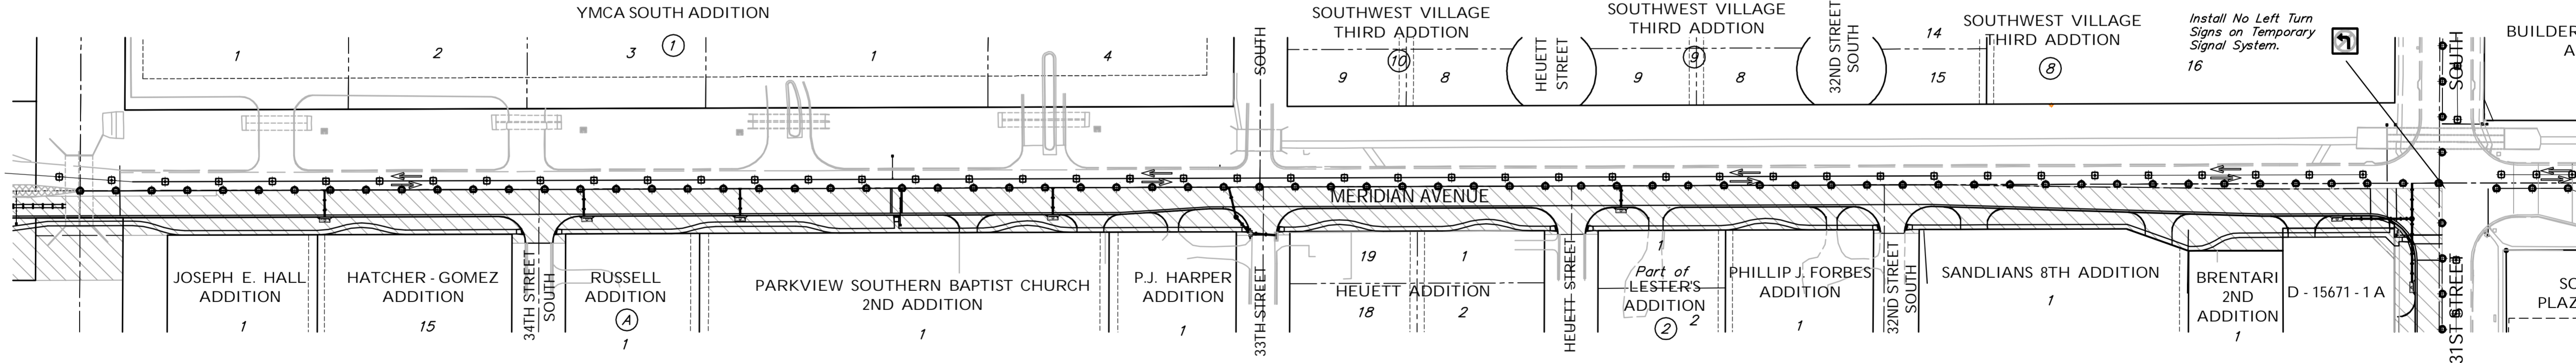 YMCA SOUTH ADDITION
1
2
3
1
1
4
SOUTH
SOUTHWEST VILLAGE
THIRD ADDTION
10
9
8
HEUETT
STREET
SOUTHWEST VILLAGE
THIRD ADDTION
9
9
8
32ND STREET
SOUTH
14
15
SOUTHWEST VILLAGE
THIRD ADDTION
8
Install No Left Turn
Signs on Temporary
Signal System.
16
SOUTH
BUILDER
A
MERIDIAN AVENUE
JOSEPH E. HALL
ADDITION
1
HATCHER - GOMEZ
ADDITION
15
34TH STREET
SOUTH
RUSSELL
ADDITION
A
1
PARKVIEW SOUTHERN BAPTIST CHURCH
2ND ADDITION
1
P.J. HARPER
ADDITION
1
33TH STREET
19
1
HEUETT ADDITION
18
2
HEUETT STREET
1
Part of
LESTER'S
ADDITION
2
2
PHILLIP J. FORBES
ADDITION
1
32ND STREET
SOUTH
SANDLIANS 8TH ADDITION
1
BRENTARI
2ND
ADDITION
1
D - 15671 - 1 A
31ST STREET
SO
PLAZ